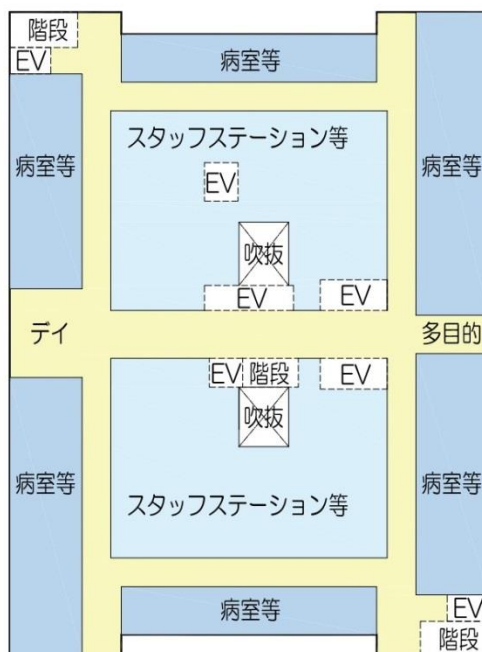 階段
EV
病室等
スタッフステーション等
病室等
病室等
EV
吹抜
EV
EV
デイ
多目的
EV
階段
EV
吹抜
病室等
病室等
スタッフステーション等
病室等
EV
階段